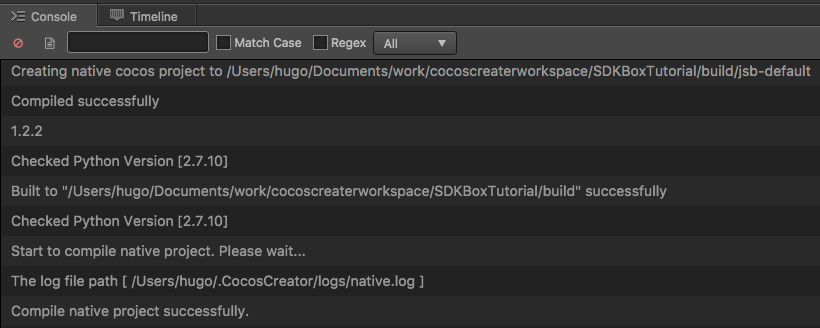 Console
Timeline
Match Case
Regex
All
Creating native cocos project to /Users/hugo/Documents/work/cocoscreaterworkspace/SDKBoxTutorial/build/jsb-default
Compiled successfully
1.2.2
Checked Python Version [2.7.10]
Built to "/Users/hugo/Documents/work/cocoscreaterworkspace/SDKBoxTutorial/build" successfully
Checked Python Version [2.7.10]
Start to compile native project. Please wait...
The log file path [ /Users/hugo/.CocosCreator/logs/native.log ]
Compile native project successfully.